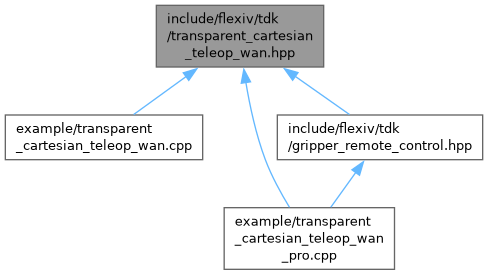 include/flexiv/tdk
/transparent_cartesian
_teleop_wan.hpp
example/transparent
_cartesian_teleop_wan.cpp
include/flexiv/tdk
/gripper_remote_control.hpp
example/transparent
_cartesian_teleop_wan
_pro.cpp